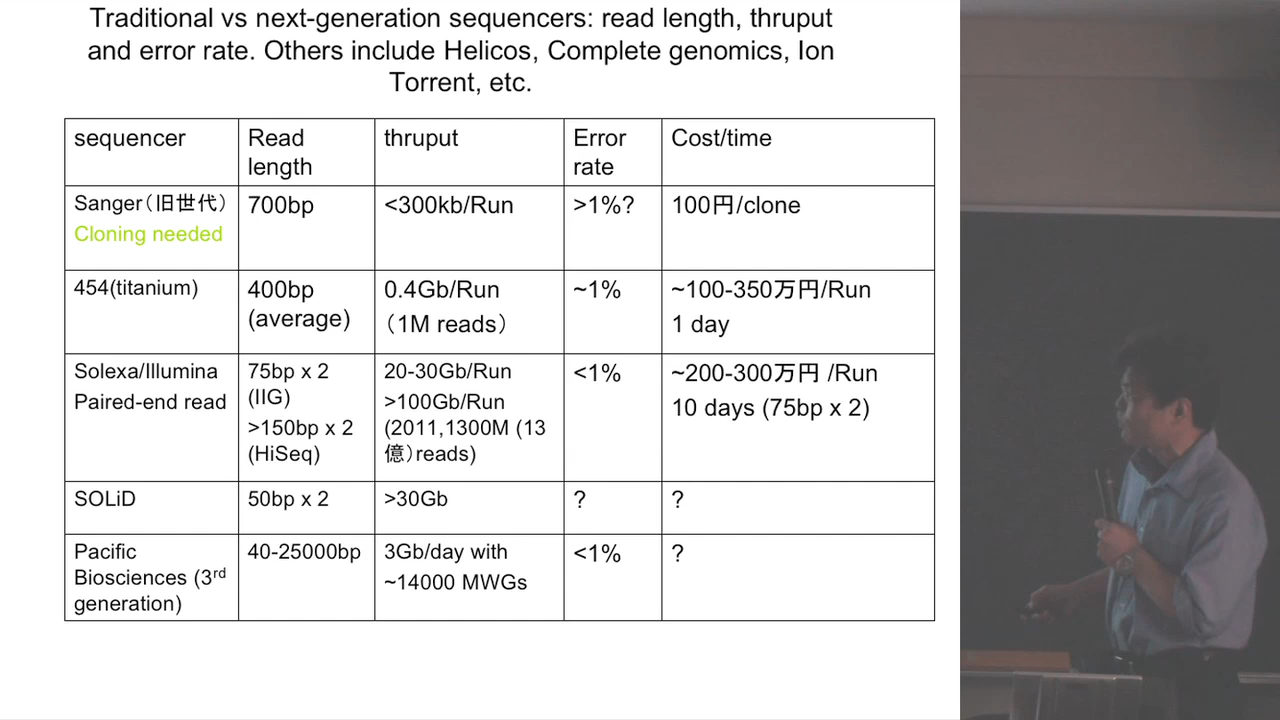 Traditional vs next-generation sequencers: read length, thruput
and error rate. Others include Helicos, Complete genomics, Ion
Torrent, etc.
sequencer
Read
length
thruput
Error
rate
Cost/time
Sanger（旧世代）
Cloning needed
700bp
<300kb/Run
>1%?
100円/clone
454(titanium)
400bp
(average)
0.4Gb/Run
（1M reads）
~1%
~100-350万円/Run
1 day
Solexa/Illumina
Paired-end read
75bp x 2
(IIG)
>150bp x 2
(HiSeq)
20-30Gb/Run
>100Gb/Run
(2011,1300M (13
億）reads)
<1%
~200-300万円 /Run
10 days (75bp x 2)
SOLiD
50bp x 2
>30Gb
?
?
Pacific
Biosciences (3rd
generation)
40-25000bp
3Gb/day with
~14000 MWGs
<1%
?